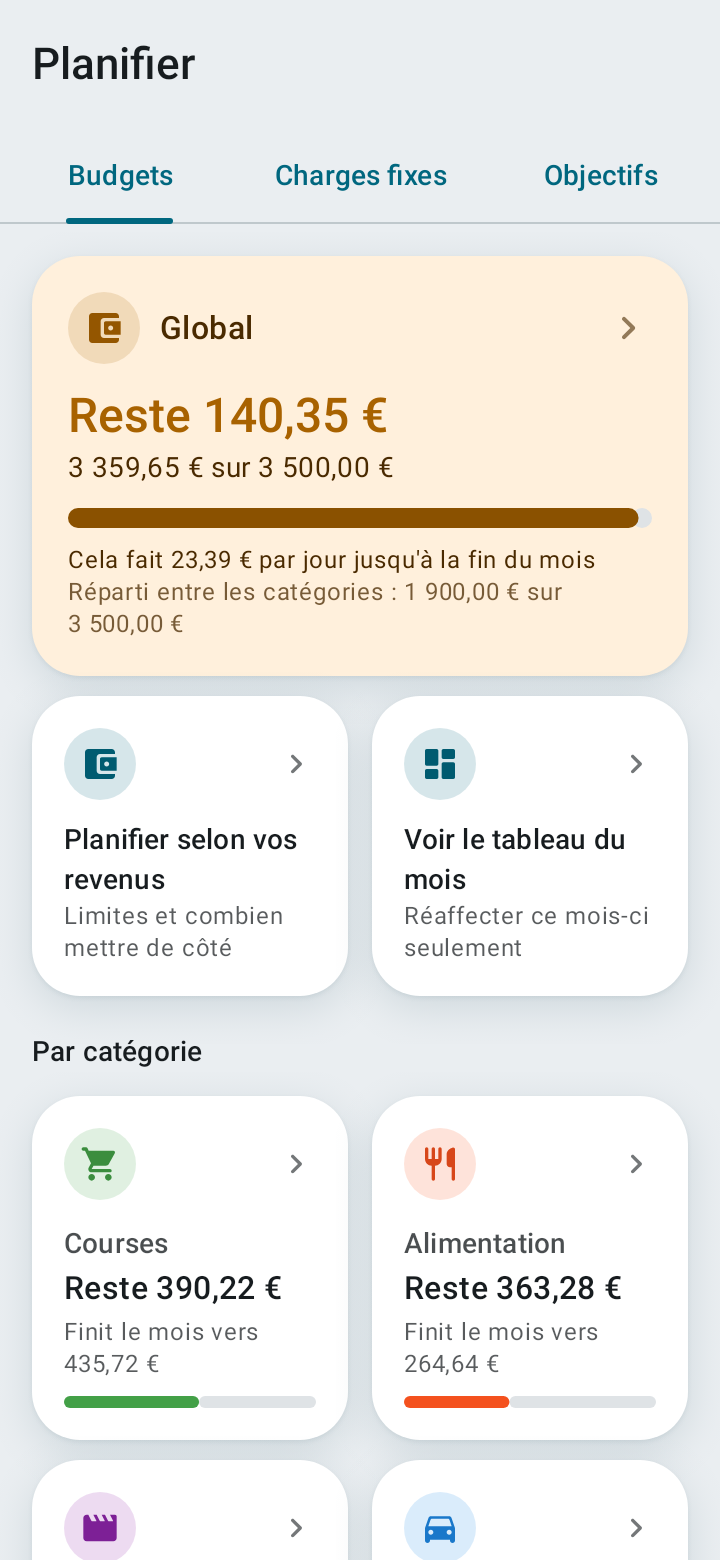 Planifier
Budgets
Charges fixes
Objectifs
Global
Reste 140,35 €
3 359,65 € sur 3 500,00 €
Cela fait 23,39 € par jour jusqu'à la fin du mois
Réparti entre les catégories : 1 900,00 € sur
3 500,00 €
Planifier selon vos
revenus
Limites et combien
mettre de côté
Voir le tableau du
mois
Réaffecter ce mois-ci
seulement
Par catégorie
Courses
Reste 390,22 €
Finit le mois vers
435,72 €
Alimentation
Reste 363,28 €
Finit le mois vers
264,64 €